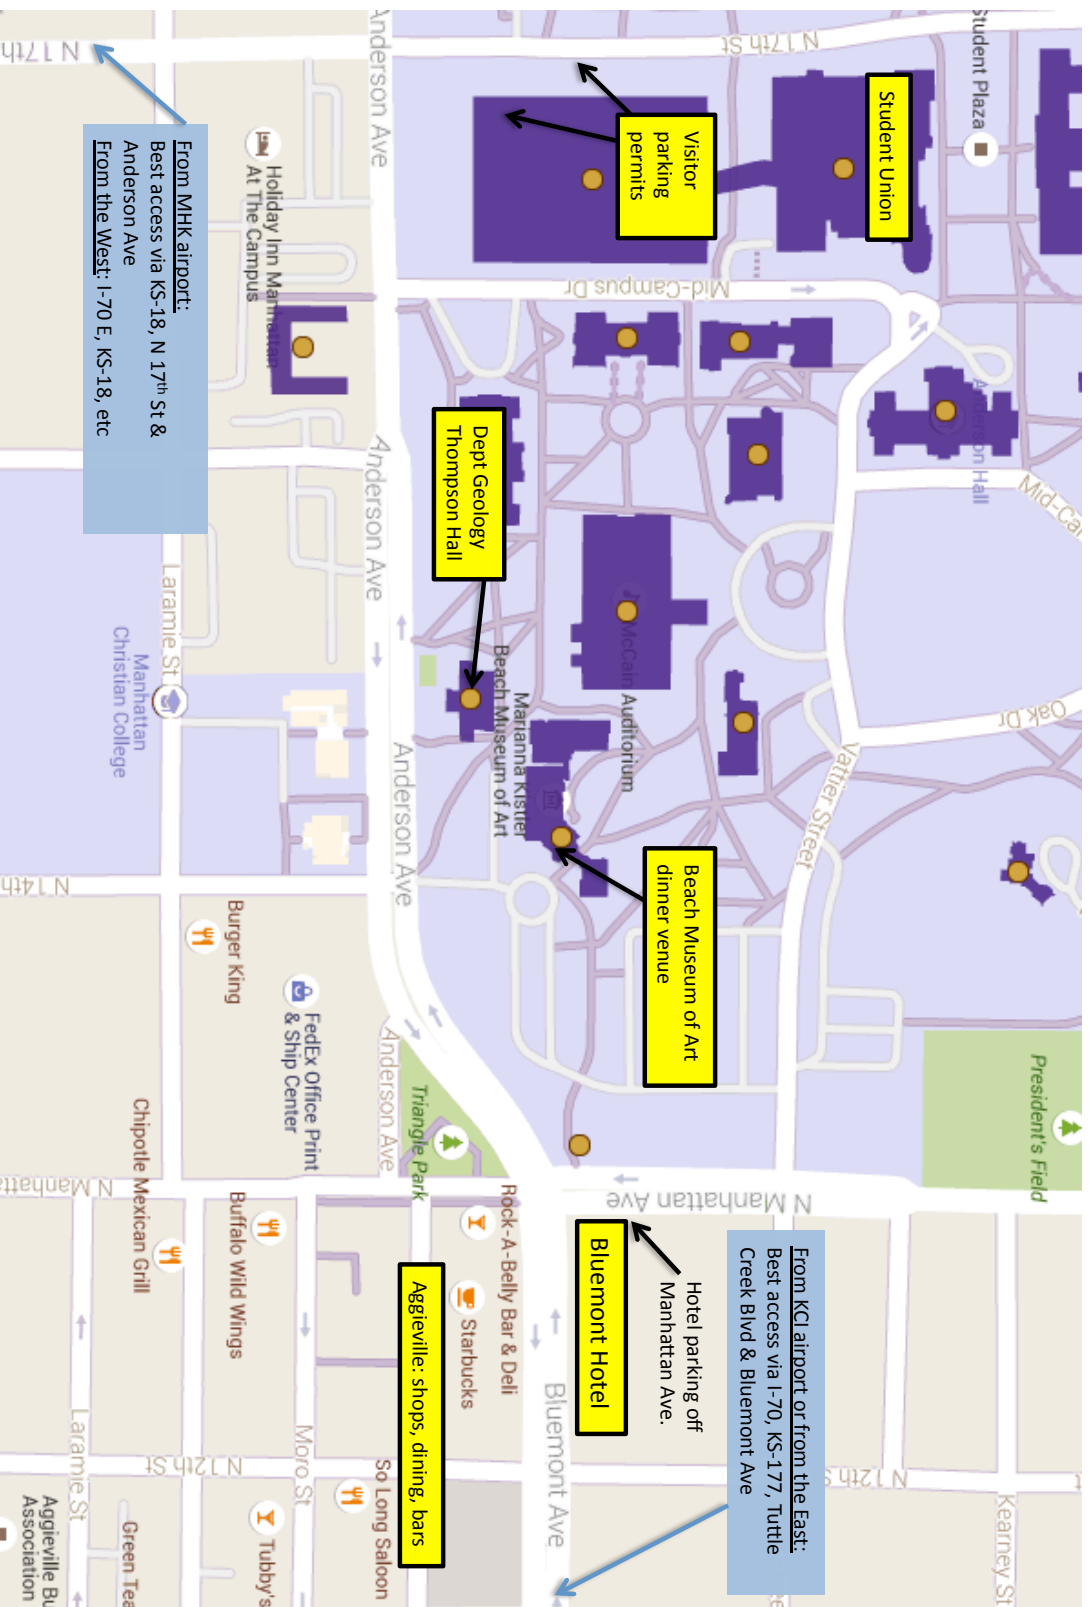 Student Plaza
Student Union
N 17th St
Visitor
parking
permits
Anderson Ave
N 17th
From MHK airport:
Best access via KS-18, N 17th St &
Anderson Ave
From the West: I-70 E, KS-18, etc
Holiday Inn Manhattan
At The Campus
Mid-Campus Dr
Anderson Hall
Mid-Ca
Dept Geology
Thompson Hall
Anderson Ave
McCain Auditorium
Marianna Kistler
Beach Museum of Art
Oak Dr
Vattier Street
Laramie St
Manhattan
Christian College
Anderson Ave
Beach Museum of Art
dinner venue
N 14th
Burger King
FedEx Office Print
& Ship Center
Anderson Ave
Triangle Park
President's Field
N Manhattan Ave
N Manhatta
Chipotle Mexican Grill
Buffalo Wild Wings
Rock-A-Belly Bar & Deli
Starbucks
Bluemont Hotel
Hotel parking off
Manhattan Ave.
From KCI airport or from the East:
Best access via I-70, KS-177, Tuttle
Creek Blvd & Bluemont Ave
Aggieville: shops, dining, bars
Bluemont Ave
N 12th St
N 12th S
Kearney St
Moro St
Laramie St
So Long Saloon
Tubby's
Green Tea
Aggieville Bu
Association